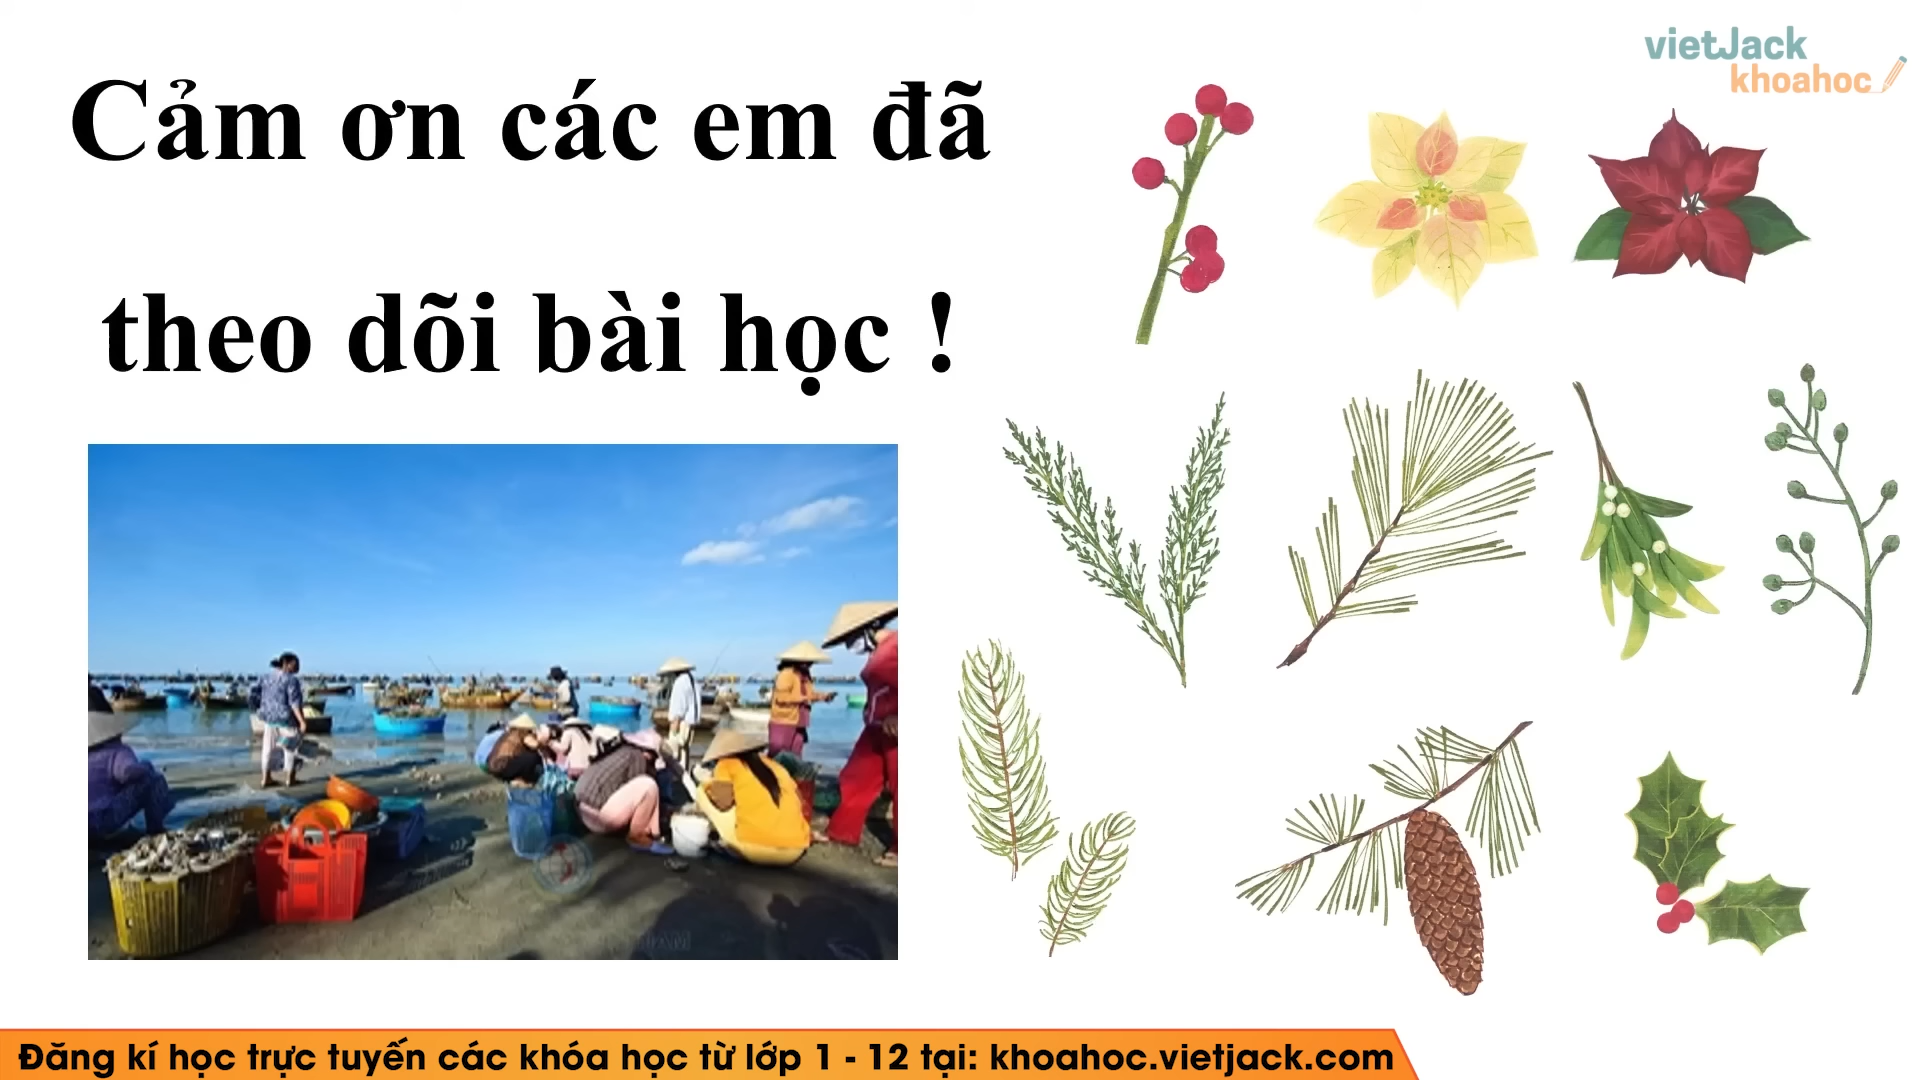 vietJack
khoahoc
Cảm ơn các em đã
theo dõi bài học !
Đăng kí học trực tuyến các khóa học từ lớp 1 - 12 tại: khoahoc.vietjack.com